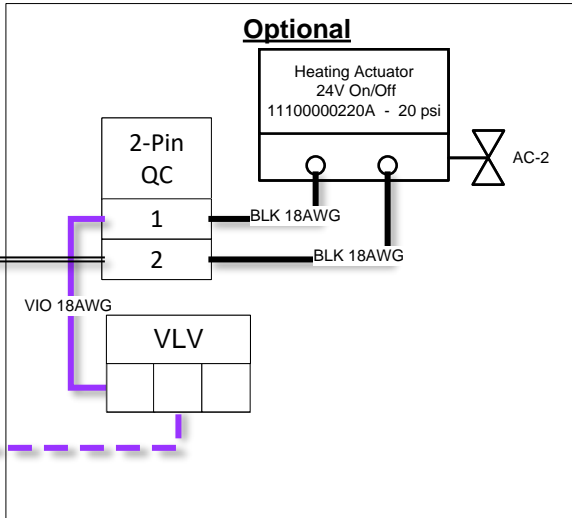 Optional
Heating Actuator
24V On/Off
11100000220A - 20 psi
AC-2
2-Pin
QC
1
BLK 18AWG
2
BLK 18AWG
VIO 18AWG
VLV